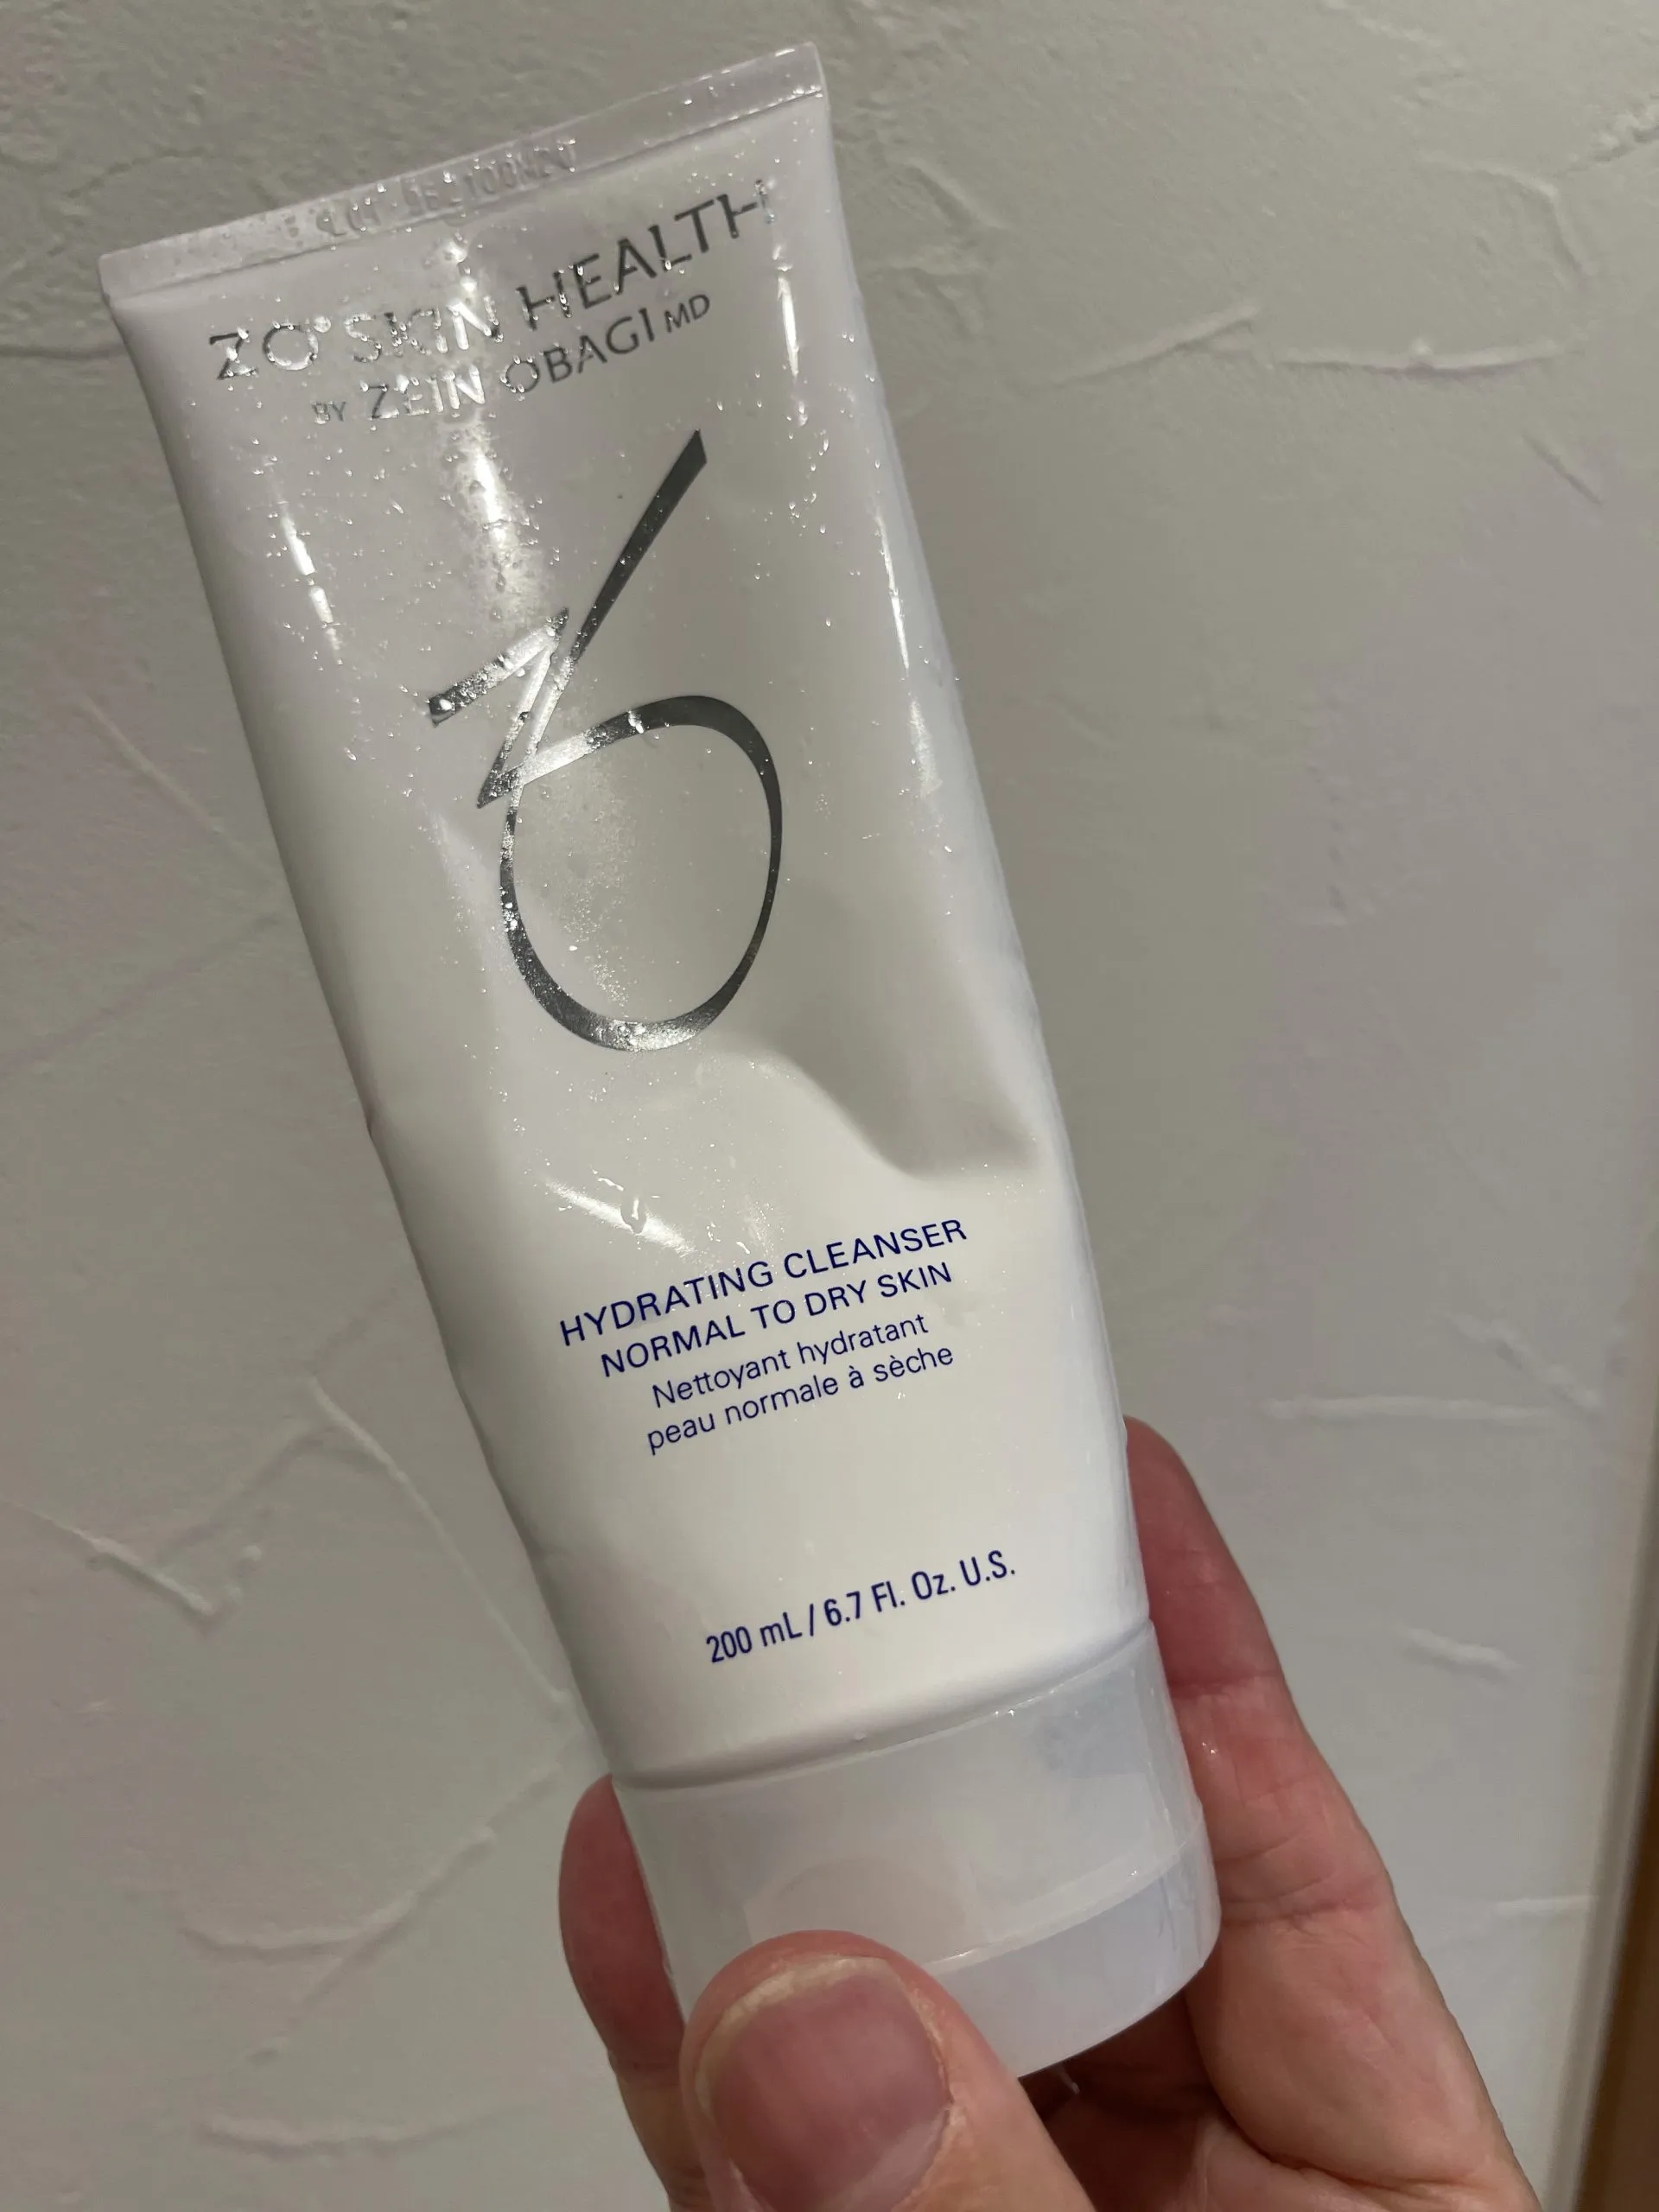 ZO® SKIN HEALTH
BY ZEIN OBAGI MD
ZO
HYDRATING CLEANSER
NORMAL TO DRY SKIN
Nettoyant hydratant
peau normale à sèche
200 mL / 6.7 Fl. Oz. U.S.